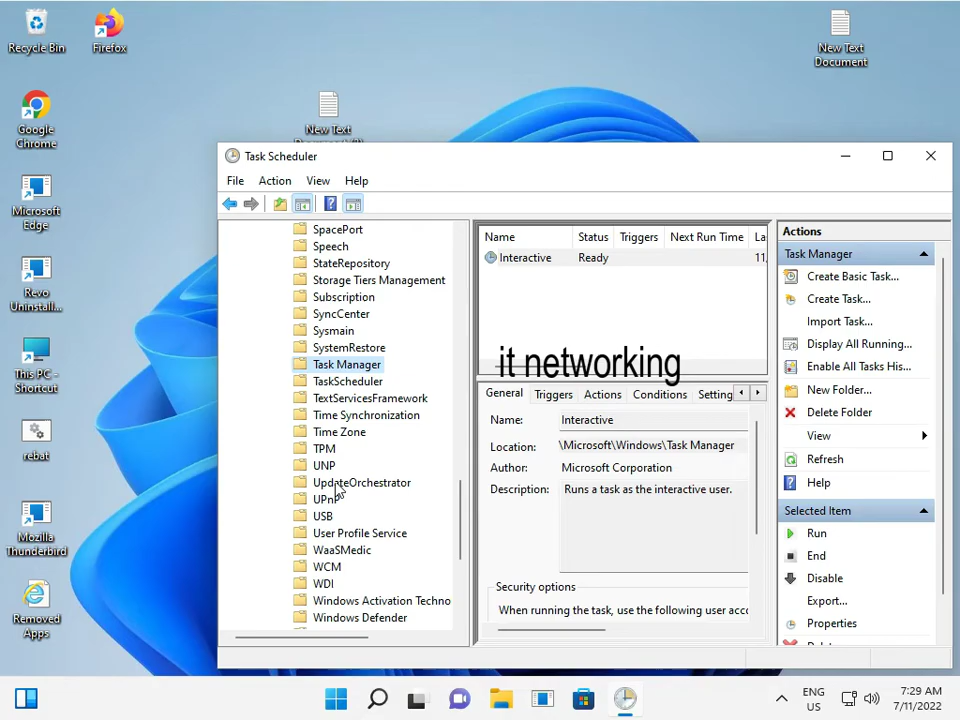 Recycle Bin
Firefox
New Text
Document
Google
Chrome
New Text
Microsoft
Edge
Revo
Uninstall...
This PC -
Shortcut
rebat
Mozilla
Thunderbird
Removed
Apps
Task Scheduler
File Action View Help
SpacePort
Speech
StateRepository
Storage Tiers Management
Subscription
SyncCenter
Sysmain
SystemRestore
Task Manager
TaskScheduler
TextServicesFramework
Time Synchronization
Time Zone
TPM
UNP
UpdateOrchestrator
UPnP
USB
User Profile Service
WaaSMedic
WCM
WDI
Windows Activation Techno
Windows Defender
Name Status Triggers Next Run Time La
Interactive Ready 11,
it networking
General Triggers Actions Conditions Setting
Name: Interactive
Location: \Microsoft\Windows\Task Manager
Author: Microsoft Corporation
Description: Runs a task as the interactive user.
Security options
When running the task, use the following user acco
Actions
Task Manager
Create Basic Task...
Create Task...
Import Task...
Display All Running...
Enable All Tasks His...
New Folder...
Delete Folder
View
Refresh
Help
Selected Item
Run
End
Disable
Export...
Properties
ENG
US
7:29 AM
7/11/2022